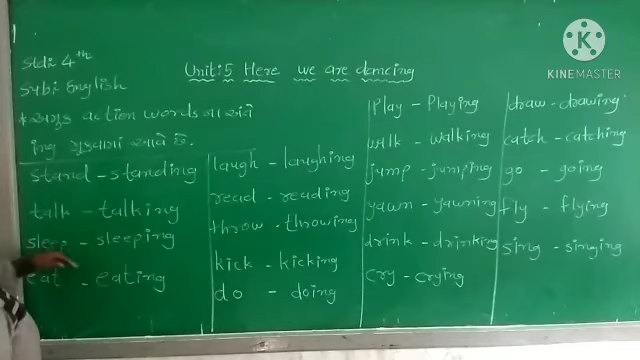 Std: 4th
Sub: English
Unit: 5 Here we are dancing
* અમુક action words ના અંતે
ing મુકવામાં આવે છે.
stand - standing
talk - talking
sleep - sleeping
eat - eating
laugh - laughing
read - reading
throw - throwing
kick - kicking
do - doing
Play - Playing
walk - walking
jump - jumping
yawn - yawning
drink - drinking
cry - crying
draw - drawing
catch - catching
go - going
fly - flying
sing - singing
KINEMASTER